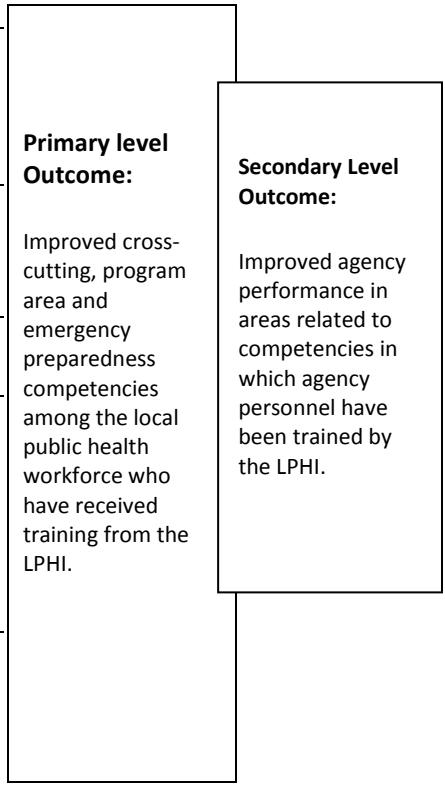 Primary level
Outcome:
Improved cross-
cutting, program
area and
emergency
preparedness
competencies
among the local
public health
workforce who
have received
training from the
LPHI.
Secondary Level
Outcome:
Improved agency
performance in
areas related to
competencies in
which agency
personnel have
been trained by
the LPHI.